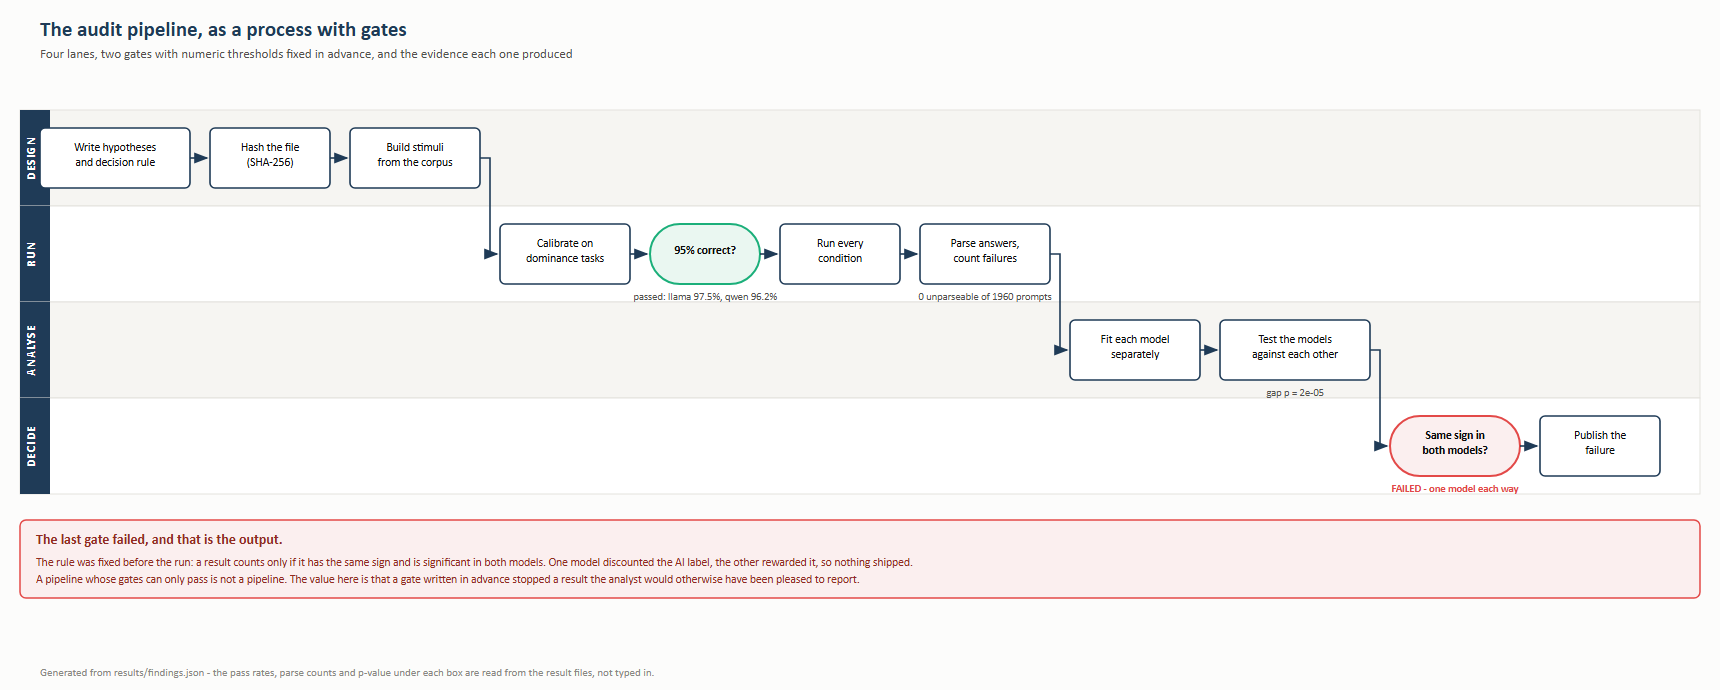 The audit pipeline, as a process with gates
Four lanes, two gates with numeric thresholds fixed in advance, and the evidence each one produced
DESIGN
Write hypotheses
and decision rule
Hash the file
(SHA-256)
Build stimuli
from the corpus
RUN
Calibrate on
dominance tasks
95% correct?
passed: llama 97.5%, qwen 96.2%
Run every
condition
Parse answers,
count failures
0 unparseable of 1960 prompts
ANALYSE
Fit each model
separately
Test the models
against each other
gap p = 2e-05
DECIDE
Same sign in
both models?
FAILED - one model each way
Publish the
failure
The last gate failed, and that is the output.
The rule was fixed before the run: a result counts only if it has the same sign and is significant in both models. One model discounted the AI label, the other rewarded it, so nothing shipped.
A pipeline whose gates can only pass is not a pipeline. The value here is that a gate written in advance stopped a result the analyst would otherwise have been pleased to report.
Generated from results/findings.json - the pass rates, parse counts and p-value under each box are read from the result files, not typed in.